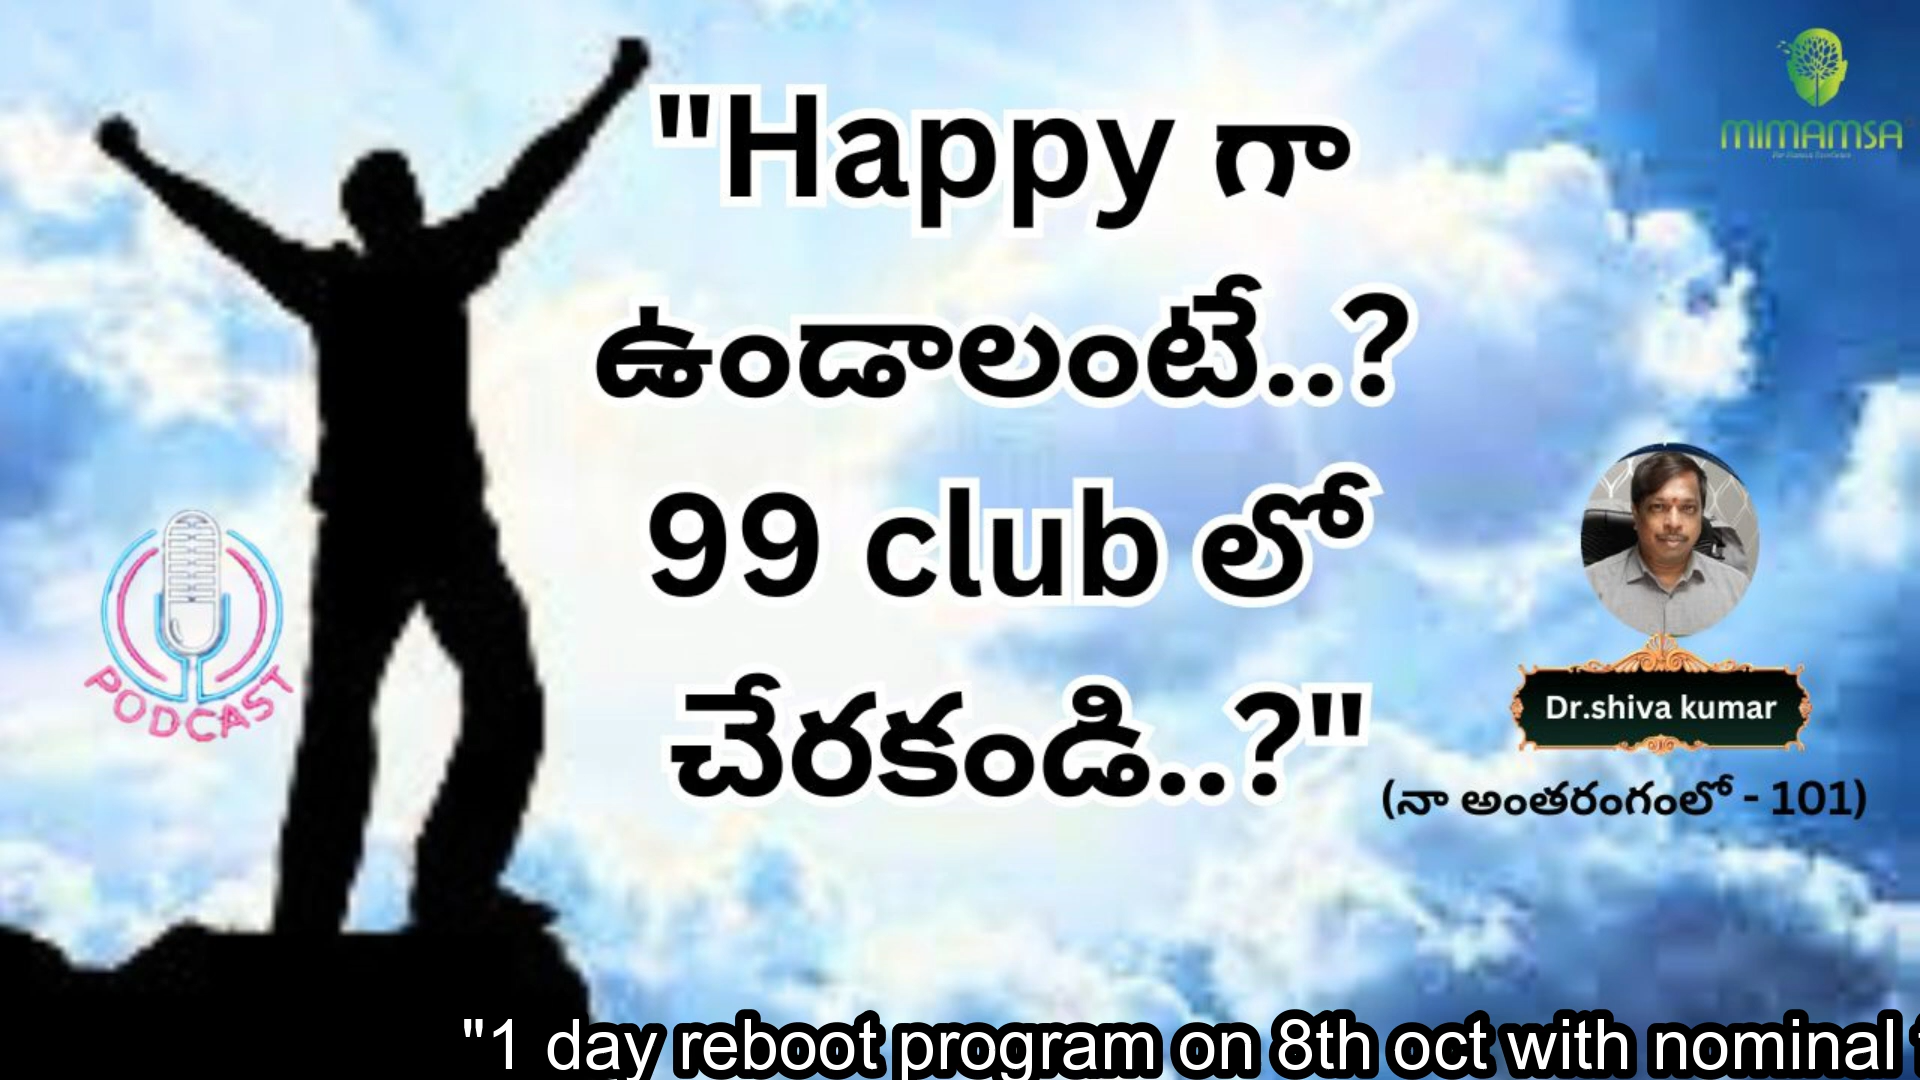 MIMAMSA
"Happy గా
ఉండాలంటే..?
99 club లో
చేరకండి..?"
PODCAST
Dr.shiva kumar
(నా అంతరంగంలో - 101)
"1 day reboot program on 8th oct with nominal